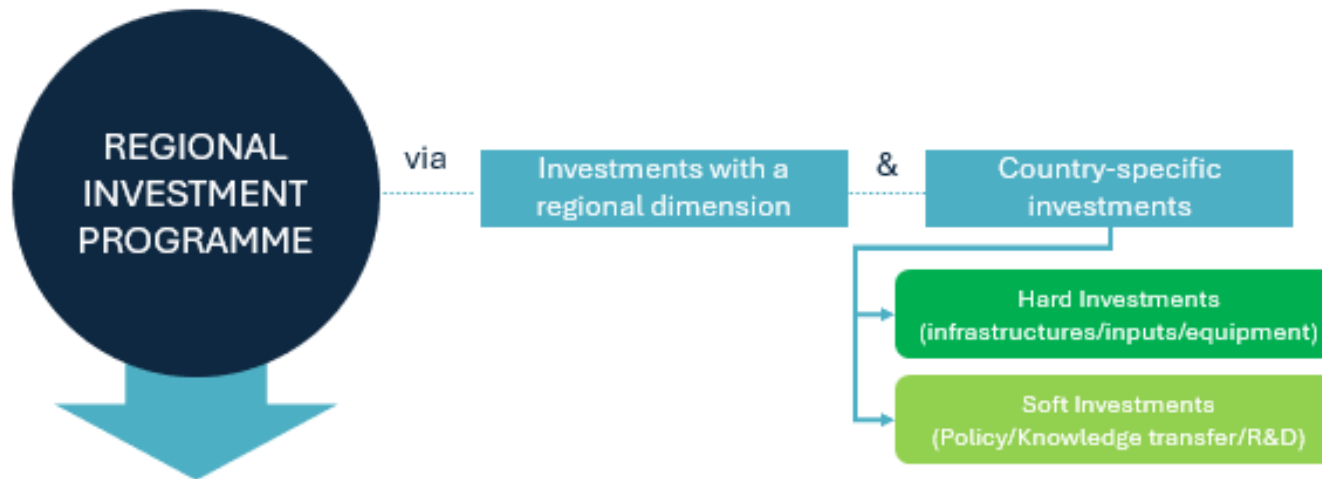 REGIONAL
INVESTMENT
PROGRAMME
via
Investments with a
regional dimension
&
Country-specific
investments
Hard Investments
(infrastructures/inputs/equipment)
Soft Investments
(Policy/Knowledge transfer/R&D)